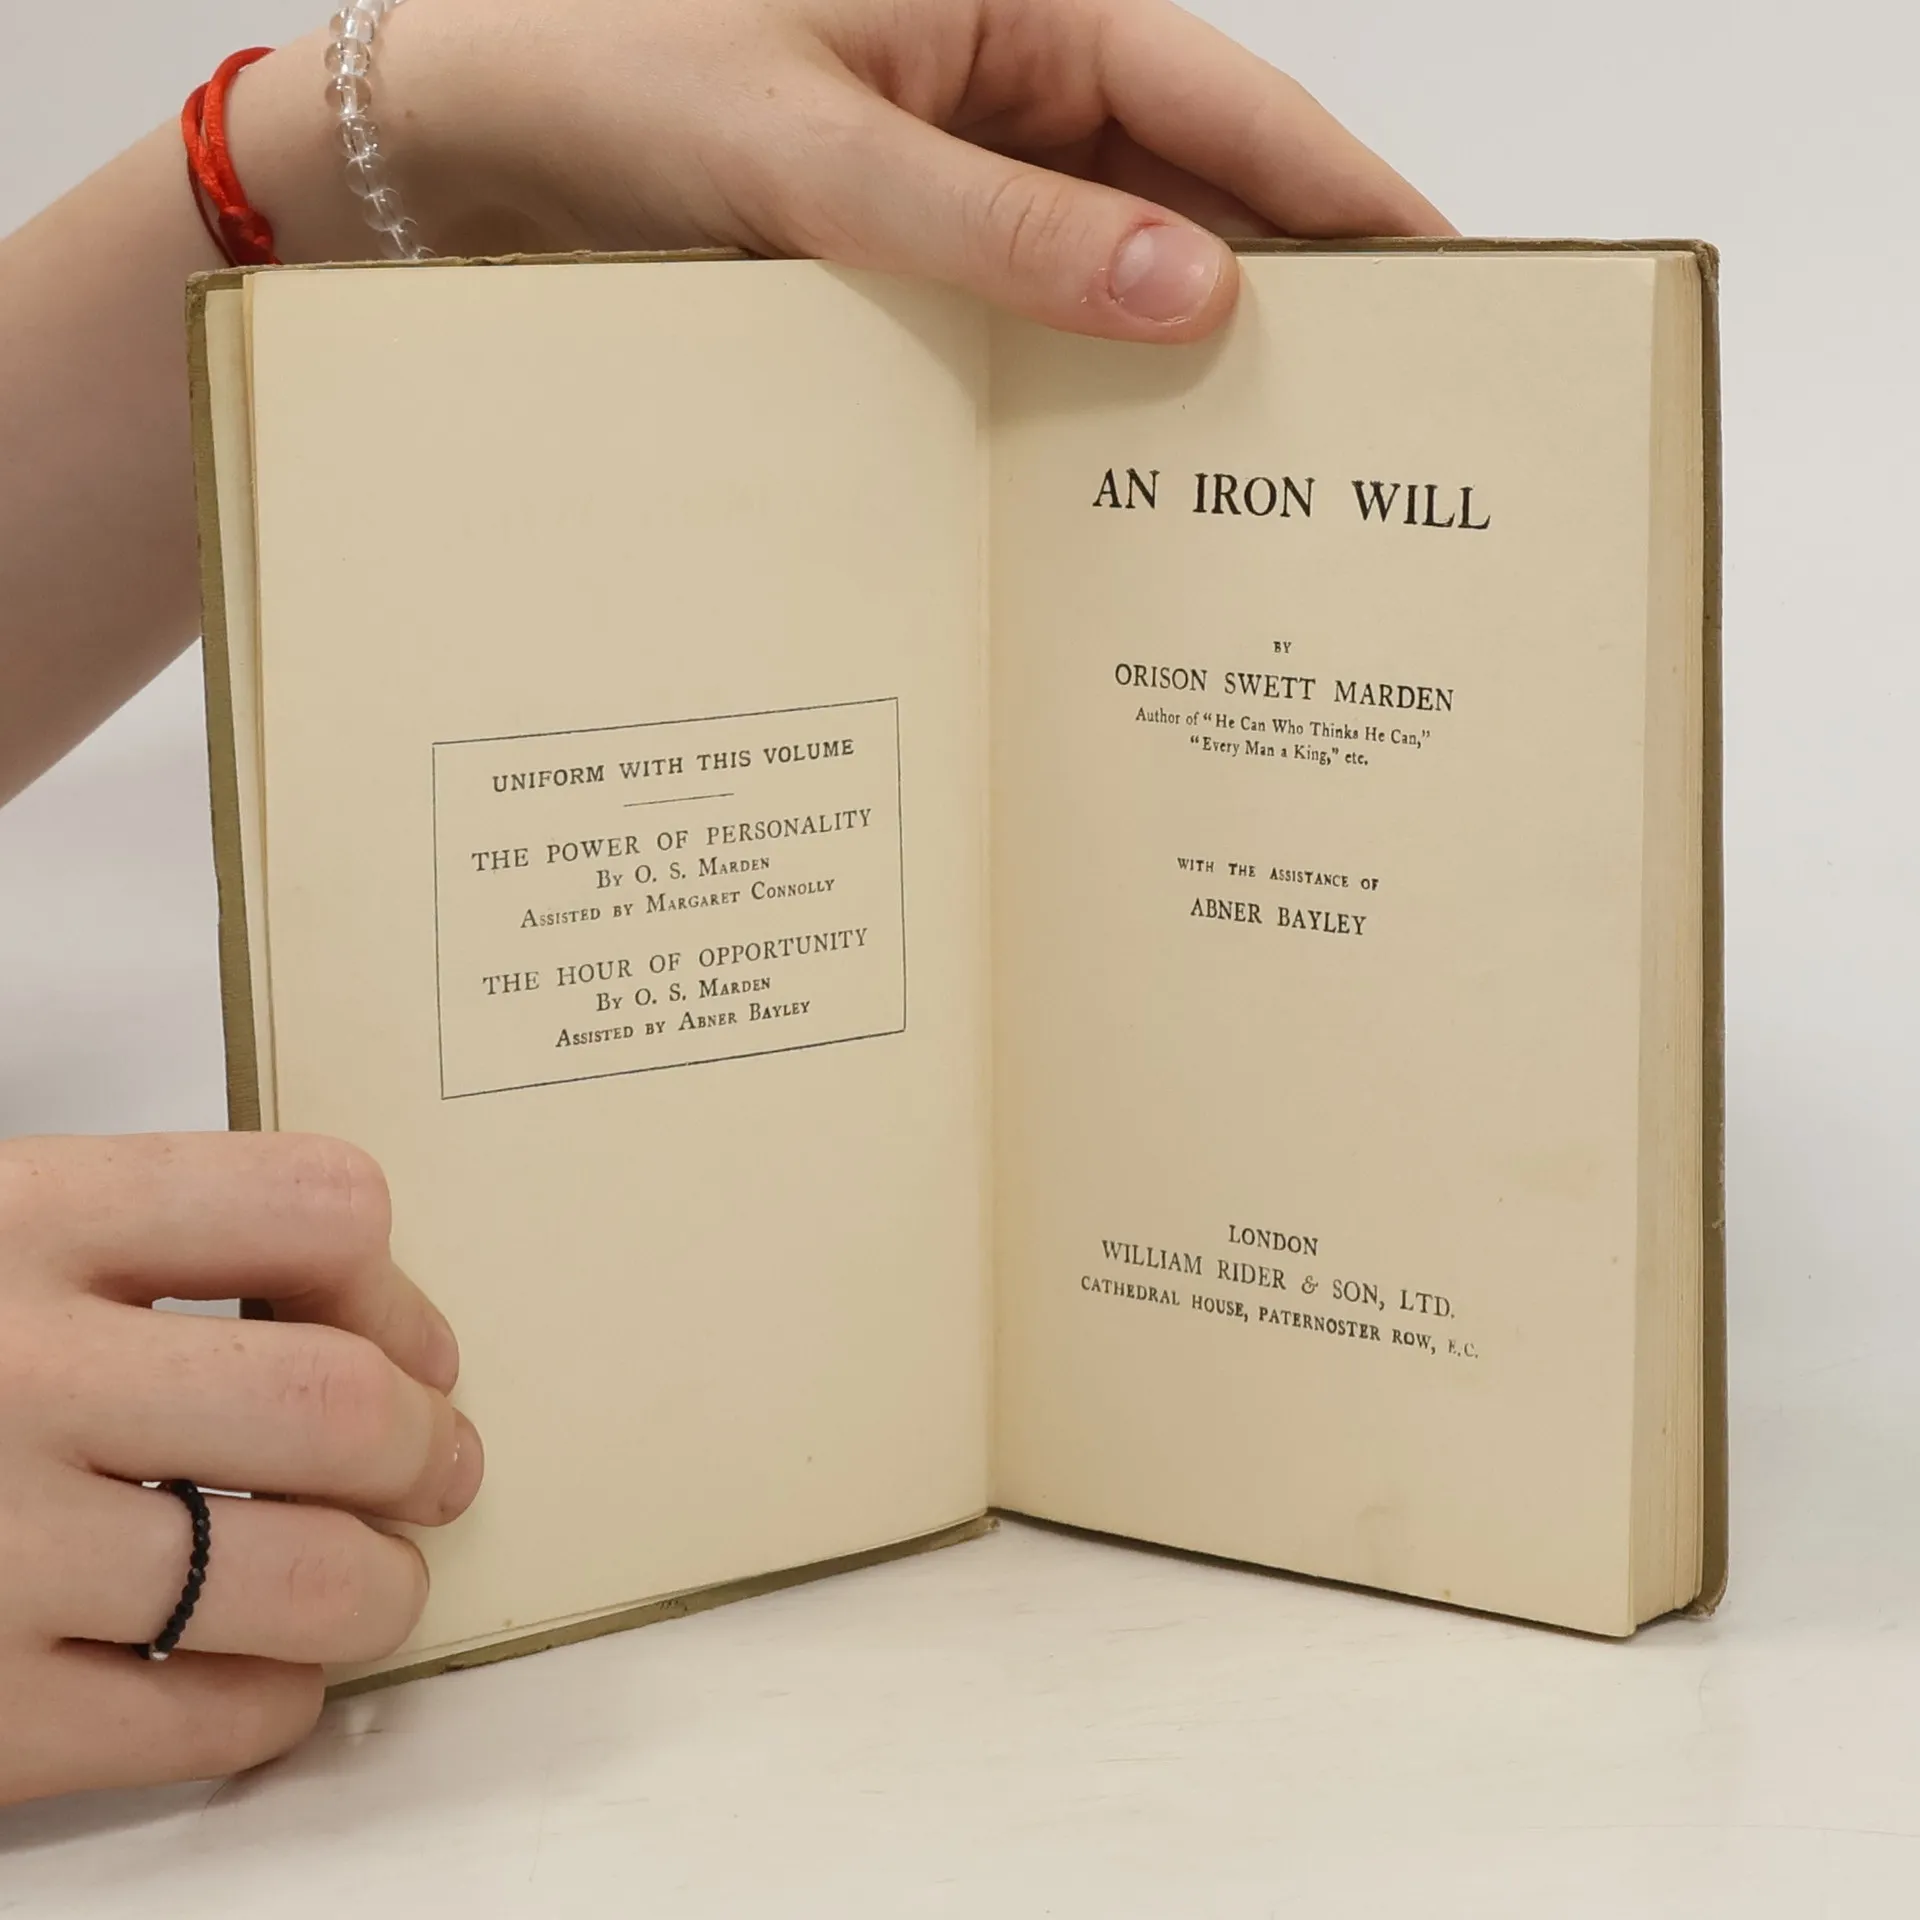 UNIFORM WITH THIS VOLUME
THE POWER OF PERSONALITY
By O. S. Marden
Assisted by Margaret Connolly
THE HOUR OF OPPORTUNITY
By O. S. Marden
Assisted by Abner Bayley
AN IRON WILL
BY
ORISON SWETT MARDEN
Author of “He Can Who Thinks He Can,”
“Every Man a King,” etc.
WITH THE ASSISTANCE OF
ABNER BAYLEY
LONDON
WILLIAM RIDER & SON, LTD.
CATHEDRAL HOUSE, PATERNOSTER ROW, E.C.